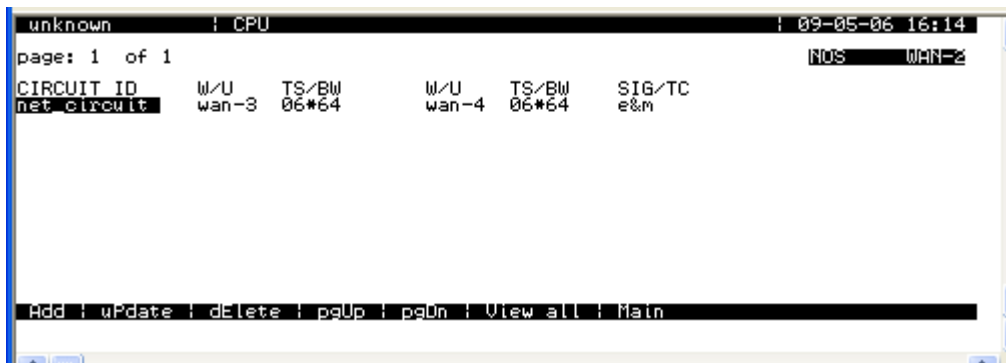 unknown ¦ CPU ¦ 09-05-06 16:14
page: 1 of 1 NOS WAN-2
CIRCUIT ID W/U TS/BW W/U TS/BW SIG/TC
net_circuit wan-3 06*64 wan-4 06*64 e&m
Add ¦ uPdate ¦ dElete ¦ pgUp ¦ pgDn ¦ View all ¦ Main